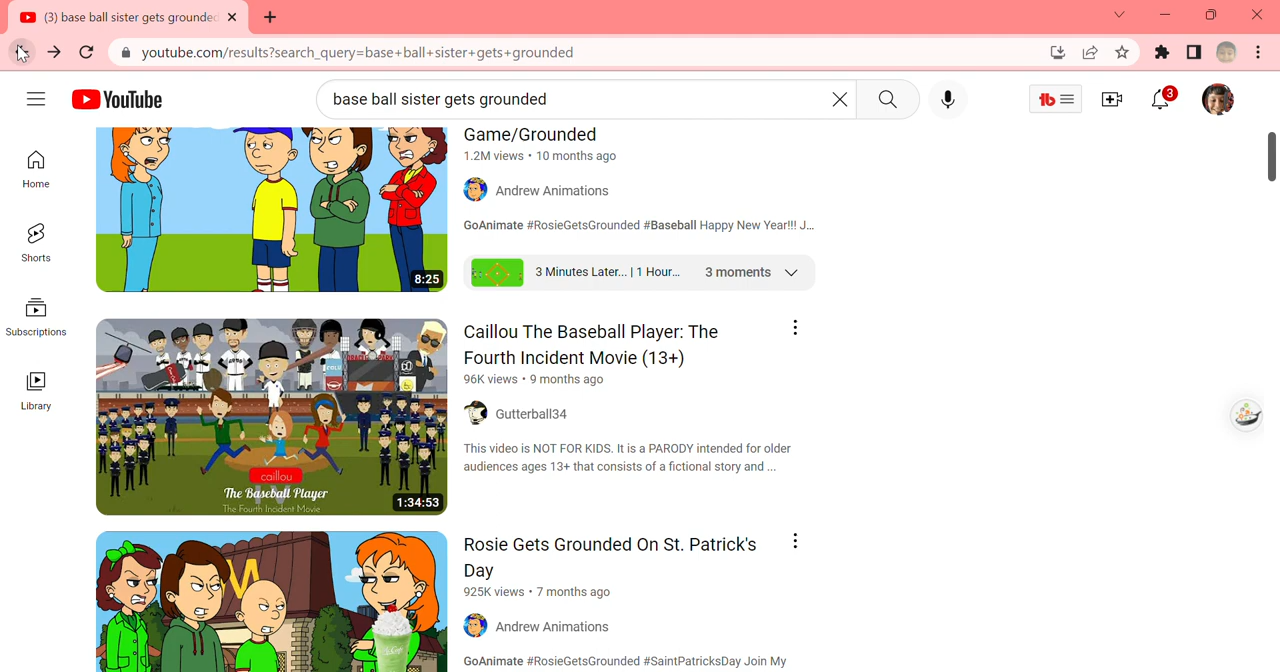 (3) base ball sister gets grounded
youtube.com/results?search_query=base+ball+sister+gets+grounded
YouTube
base ball sister gets grounded
3
Home
Shorts
Subscriptions
Library
Game/Grounded
1.2M views • 10 months ago
Andrew Animations
GoAnimate #RosieGetsGrounded #Baseball Happy New Year!!! J...
3 Minutes Later... | 1 Hour...
3 moments
8:25
Caillou The Baseball Player: The
Fourth Incident Movie (13+)
96K views • 9 months ago
Gutterball34
This video is NOT FOR KIDS. It is a PARODY intended for older
audiences ages 13+ that consists of a fictional story and ...
caillou
The Baseball Player
The Fourth Incident Movie
1:34:53
Rosie Gets Grounded On St. Patrick's
Day
925K views • 7 months ago
Andrew Animations
GoAnimate #RosieGetsGrounded #SaintPatricksDay Join My